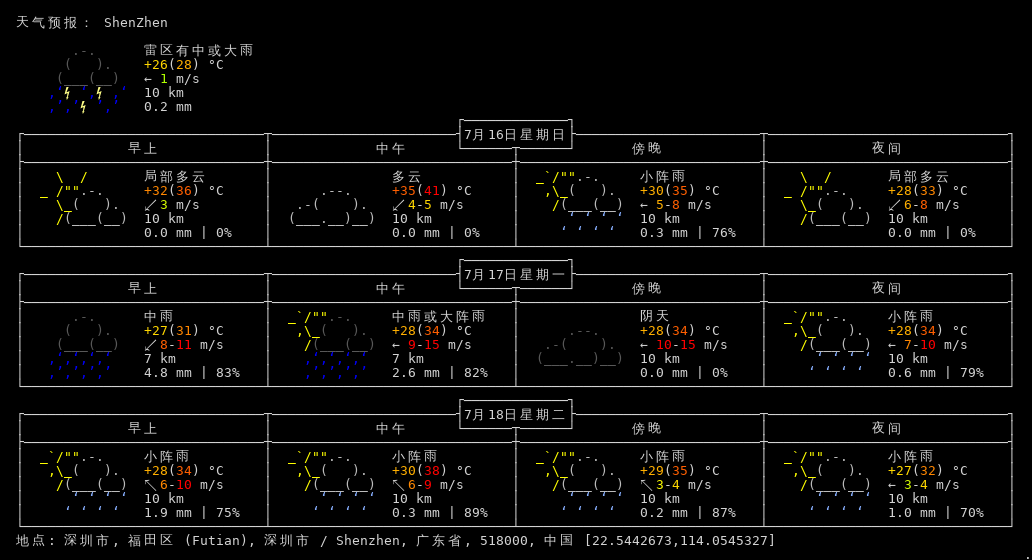 天气预报： ShenZhen
雷区有中或大雨
+26(28) °C
← 1 m/s
10 km
0.2 mm
7月16日星期日
早上 中午 傍晚 夜间
局部多云 多云 小阵雨 局部多云
+32(36) °C +35(41) °C +30(35) °C +28(33) °C
↙ 3 m/s ↙ 4-5 m/s ← 5-8 m/s ↙ 6-8 m/s
10 km 10 km 10 km 10 km
0.0 mm | 0% 0.0 mm | 0% 0.3 mm | 76% 0.0 mm | 0%
7月17日星期一
早上 中午 傍晚 夜间
中雨 中雨或大阵雨 阴天 小阵雨
+27(31) °C +28(34) °C +28(34) °C +28(34) °C
↙ 8-11 m/s ← 9-15 m/s ← 10-15 m/s ← 7-10 m/s
7 km 7 km 10 km 10 km
4.8 mm | 83% 2.6 mm | 82% 0.0 mm | 0% 0.6 mm | 79%
7月18日星期二
早上 中午 傍晚 夜间
小阵雨 小阵雨 小阵雨 小阵雨
+28(34) °C +30(38) °C +29(35) °C +27(32) °C
↖ 6-10 m/s ↖ 6-9 m/s ↖ 3-4 m/s ← 3-4 m/s
10 km 10 km 10 km 10 km
1.9 mm | 75% 0.3 mm | 89% 0.2 mm | 87% 1.0 mm | 70%
地点: 深圳市, 福田区 (Futian), 深圳市 / Shenzhen, 广东省, 518000, 中国 [22.5442673,114.0545327]